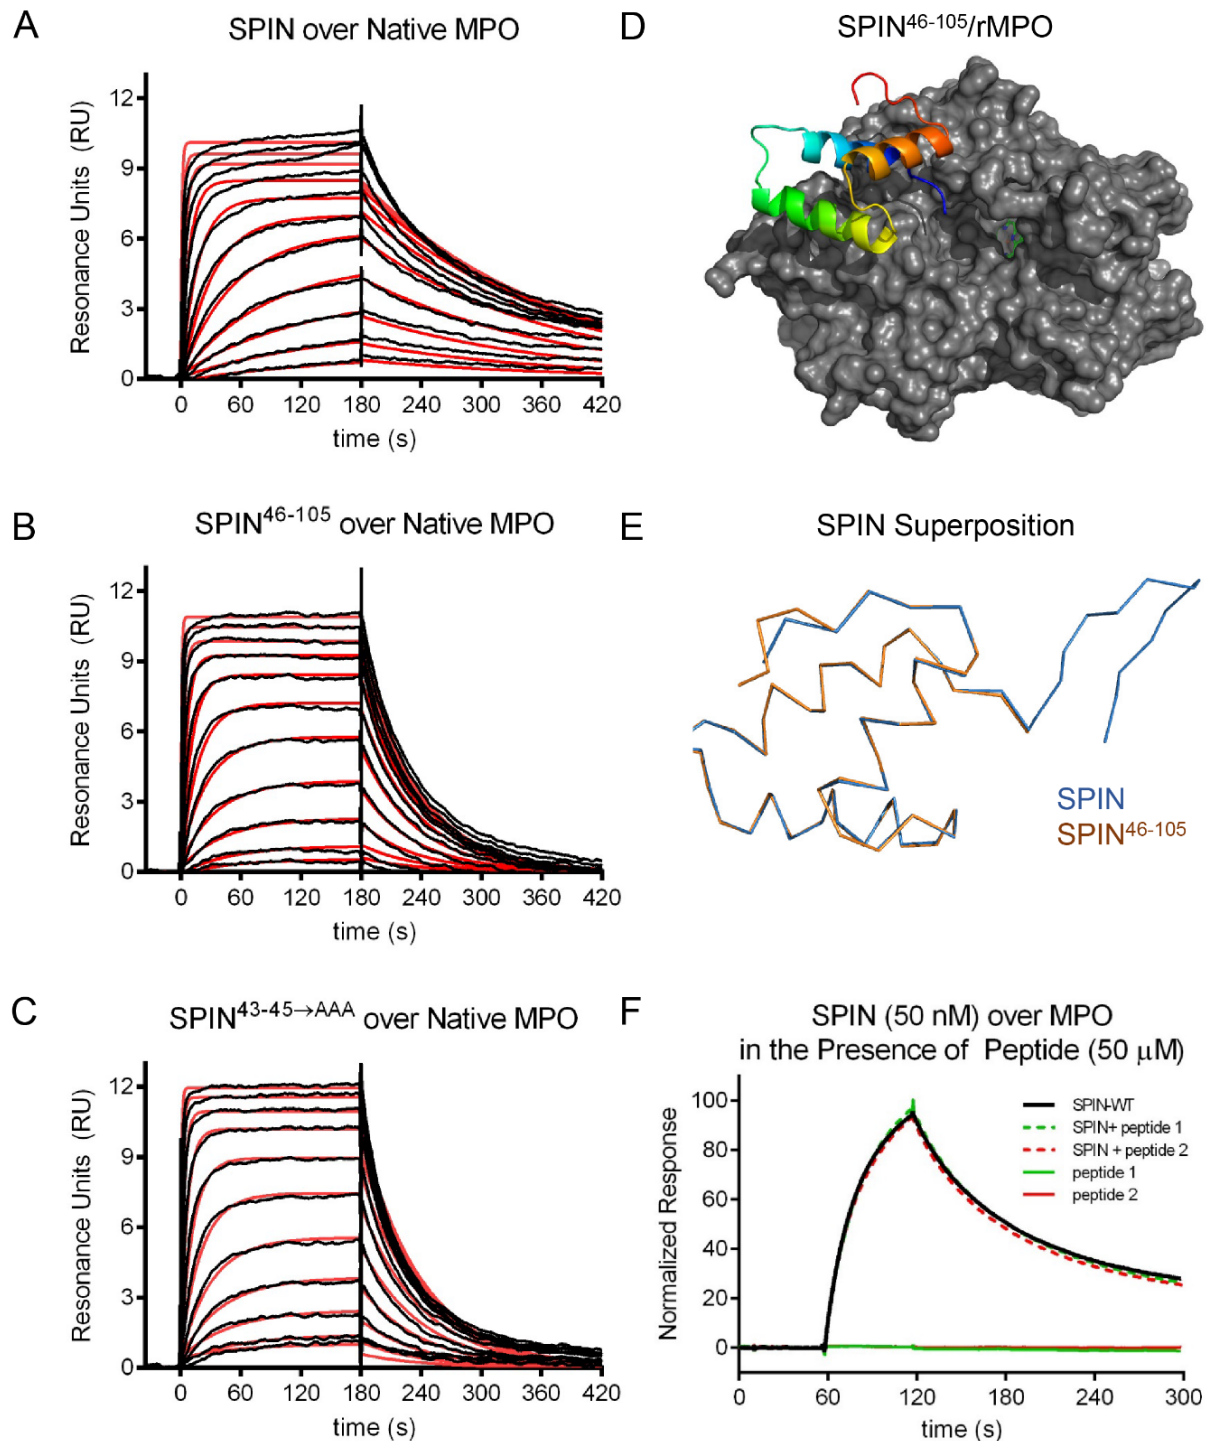 A
SPIN over Native MPO
Resonance Units (RU)
12
9
6
3
0
0 60 120 180 240 300 360 420
time (s)
B
SPIN46-105 over Native MPO
Resonance Units (RU)
12
9
6
3
0
0 60 120 180 240 300 360 420
time (s)
C
SPIN43-45→AAA over Native MPO
Resonance Units (RU)
12
9
6
3
0
0 60 120 180 240 300 360 420
time (s)
D
SPIN46-105/rMPO
E
SPIN Superposition
SPIN
SPIN46-105
F
SPIN (50 nM) over MPO
in the Presence of Peptide (50 μM)
Normalized Response
100
80
60
40
20
0
SPIN-WT
SPIN+ peptide 1
SPIN + peptide 2
peptide 1
peptide 2
0 60 120 180 240 300
time (s)